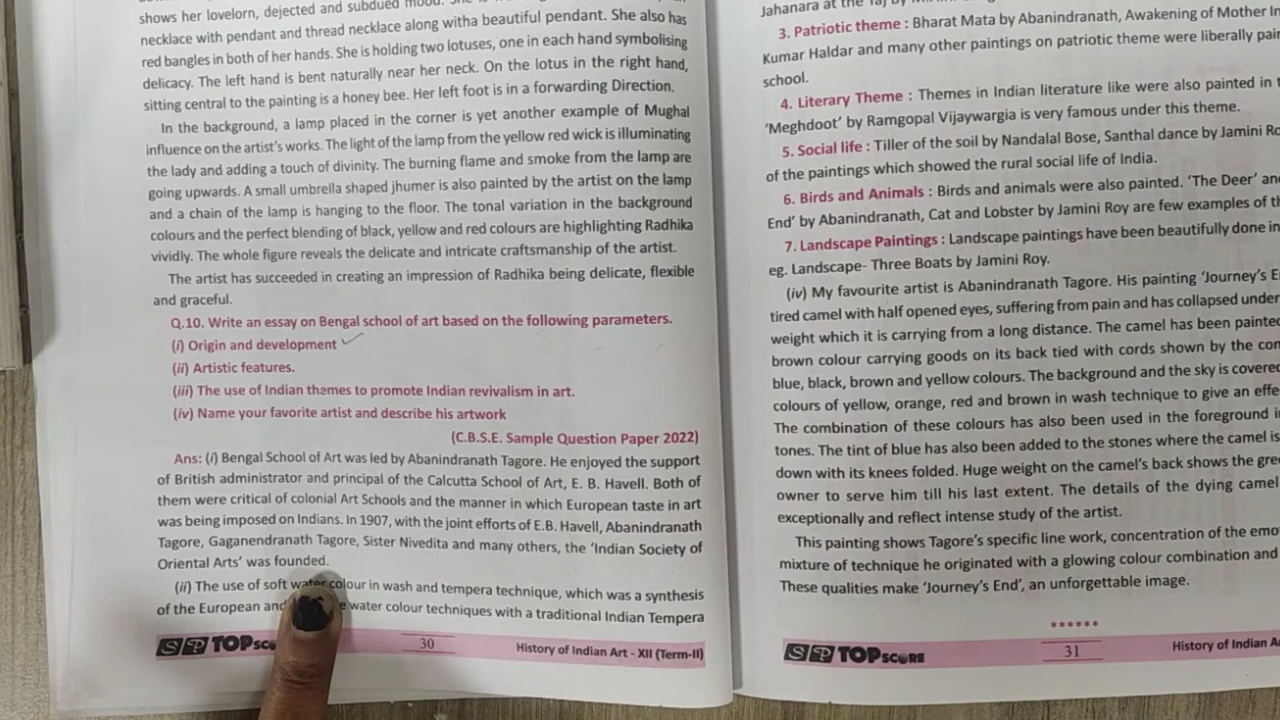 shows her lovelorn, dejected and subdued mood.
necklace with pendant and thread necklace along witha beautiful pendant. She also has
red bangles in both of her hands. She is holding two lotuses, one in each hand symbolising
delicacy. The left hand is bent naturally near her neck. On the lotus in the right hand,
sitting central to the painting is a honey bee. Her left foot is in a forwarding Direction.
In the background, a lamp placed in the corner is yet another example of Mughal
influence on the artist's works. The light of the lamp from the yellow red wick is illuminating
the lady and adding a touch of divinity. The burning flame and smoke from the lamp are
going upwards. A small umbrella shaped jhumer is also painted by the artist on the lamp
and a chain of the lamp is hanging to the floor. The tonal variation in the background
colours and the perfect blending of black, yellow and red colours are highlighting Radhika
vividly. The whole figure reveals the delicate and intricate craftsmanship of the artist.
The artist has succeeded in creating an impression of Radhika being delicate, flexible
and graceful.
Q.10. Write an essay on Bengal school of art based on the following parameters.
(i) Origin and development
(ii) Artistic features.
(iii) The use of Indian thames to promote Indian revivalism in art.
(iv) Name your favorite artist and describe his artwork
(C.B.S.E. Sample Question Paper 2022)
Ans: (i) Bengal School of Art was led by Abanindranath Tagore. He enjoyed the support
of British administrator and principal of the Calcutta School of Art, E. B. Havell. Both of
them were critical of colonial Art Schools and the manner in which European taste in art
was being imposed on Indians. In 1907, with the joint efforts of E.B. Havell, Abanindranath
Tagore, Gaganendranath Tagore, Sister Nivedita and many others, the 'Indian Society of
Oriental Arts' was founded.
(ii) The use of soft water colour in wash and tempera technique, which was a synthesis
of the European and water colour techniques with a traditional Indian Tempera
SP TOP
30
History of Indian Art - XII (Term-II)
Jahanara at the Taj by
3. Patriotic theme : Bharat Mata by Abanindranath, Awakening of Mother
Kumar Haldar and many other paintings on patriotic theme were liberally
school.
4. Literary Theme : Themes in Indian literature like were also painted in
'Meghdoot' by Ramgopal Vijaywargia is very famous under this theme.
5. Social life : Tiller of the soil by Nandalal Bose, Santhal dance by Jamini
of the paintings which showed the rural social life of India.
6. Birds and Animals : Birds and animals were also painted. 'The Deer'
End' by Abanindranath, Cat and Lobster by Jamini Roy are few examples of
7. Landscape Paintings : Landscape paintings have been beautifully done in
eg. Landscape- Three Boats by Jamini Roy.
(iv) My favourite artist is Abanindranath Tagore. His painting 'Journey's
tired camel with half opened eyes, suffering from pain and has collapsed under
weight which it is carrying from a long distance. The camel has been
brown colour carrying goods on its back tied with cords shown by the
blue, black, brown and yellow colours. The background and the sky is
colours of yellow, orange, red and brown in wash technique to give an
The combination of these colours has also been used in the foreground
tones. The tint of blue has also been added to the stones where the camel is
down with its knees folded. Huge weight on the camel's back shows the
owner to serve him till his last extent. The details of the dying camel
exceptionally and reflect intense study of the artist.
This painting shows Tagore's specific line work, concentration of the
mixture of technique he originated with a glowing colour combination and
These qualities make 'Journey's End', an unforgettable image.
******
SP TOPSCORE
31
History of Indian